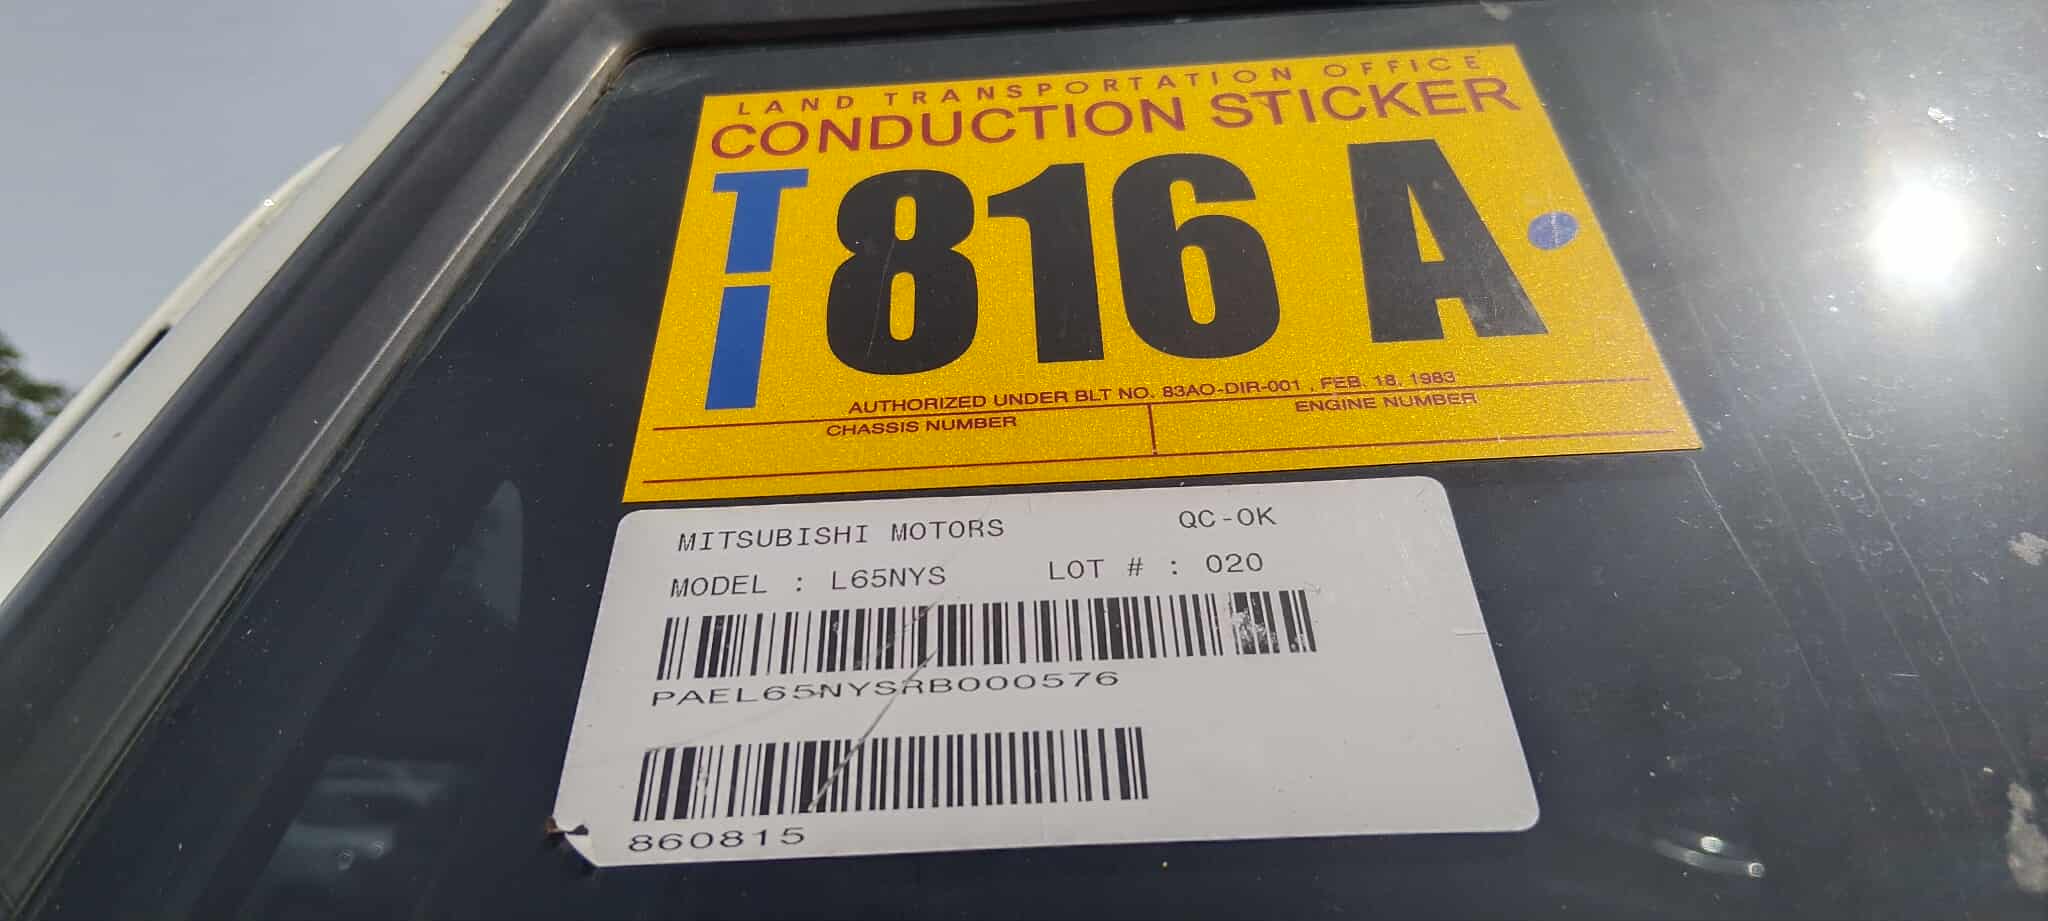 LAND TRANSPORTATION OFFICE
CONDUCTION STICKER
TI 816 A
AUTHORIZED UNDER BLT NO. 83AO-DIR-001 , FEB. 18, 1983
CHASSIS NUMBER ENGINE NUMBER
MITSUBISHI MOTORS QC-OK
MODEL : L65NYS LOT # : 020
PAEL65NYSRB000576
860815